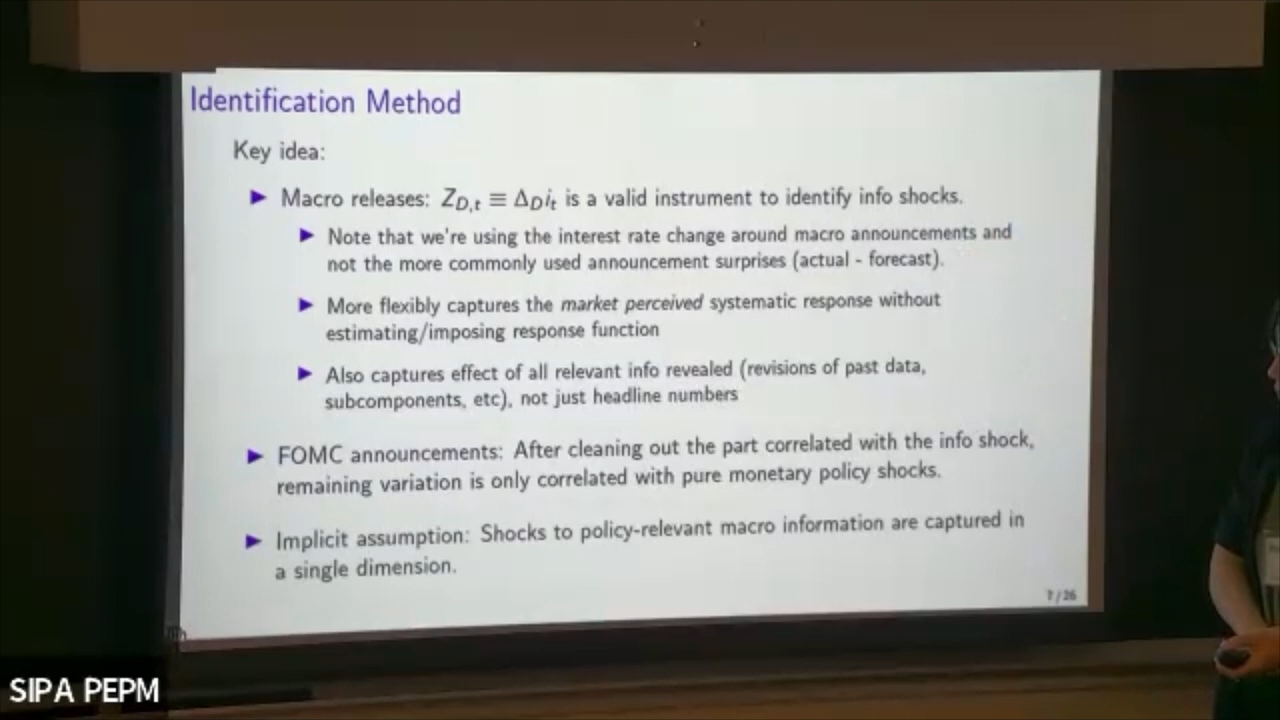 Identification Method
Key idea:
▶ Macro releases: Z_{D,t} ≡ Δ_D i_t is a valid instrument to identify info shocks.
▶ Note that we're using the interest rate change around macro announcements and
not the more commonly used announcement surprises (actual - forecast).
▶ More flexibly captures the market perceived systematic response without
estimating/imposing response function
▶ Also captures effect of all relevant info revealed (revisions of past data,
subcomponents, etc), not just headline numbers
▶ FOMC announcements: After cleaning out the part correlated with the info shock,
remaining variation is only correlated with pure monetary policy shocks.
▶ Implicit assumption: Shocks to policy-relevant macro information are captured in
a single dimension.
7 / 26
SIPA PEPM